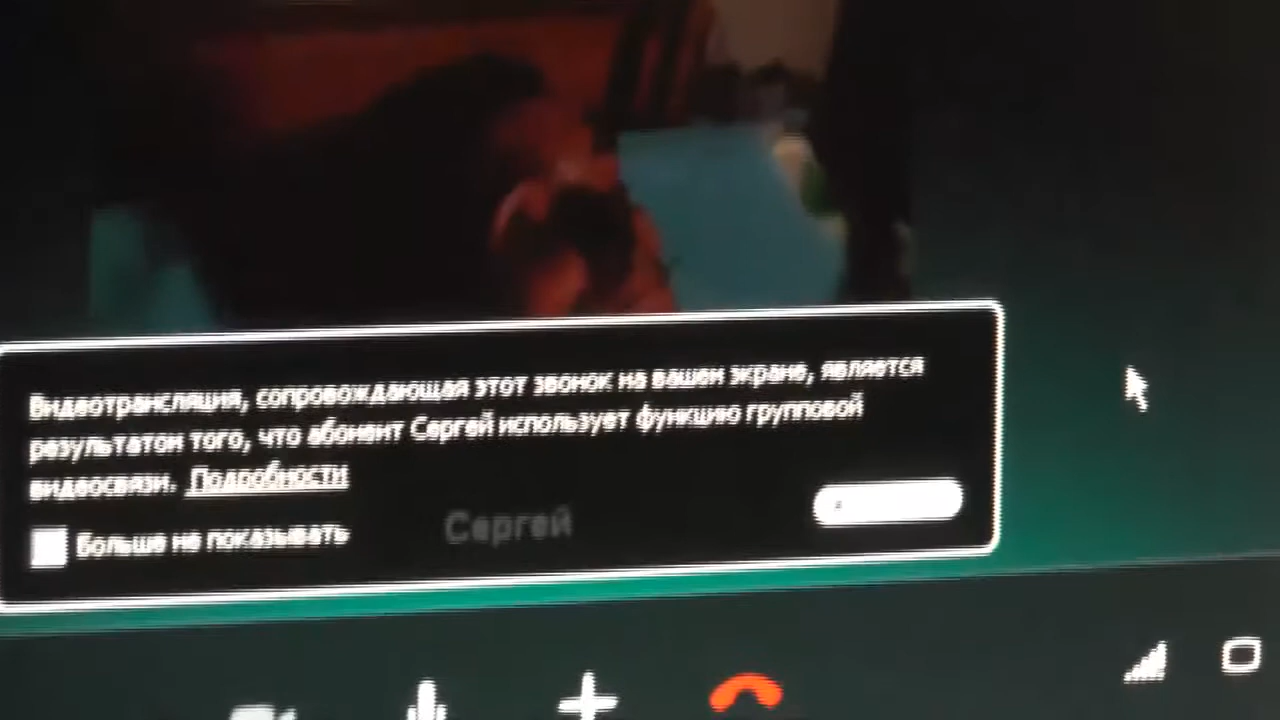 Видеотрансляция, сопровождающая этот звонок на вашем экране, является
результатом того, что абонент Сергей использует функцию групповой
видеосвязи. Подробности
Больше не показывать
Сергей